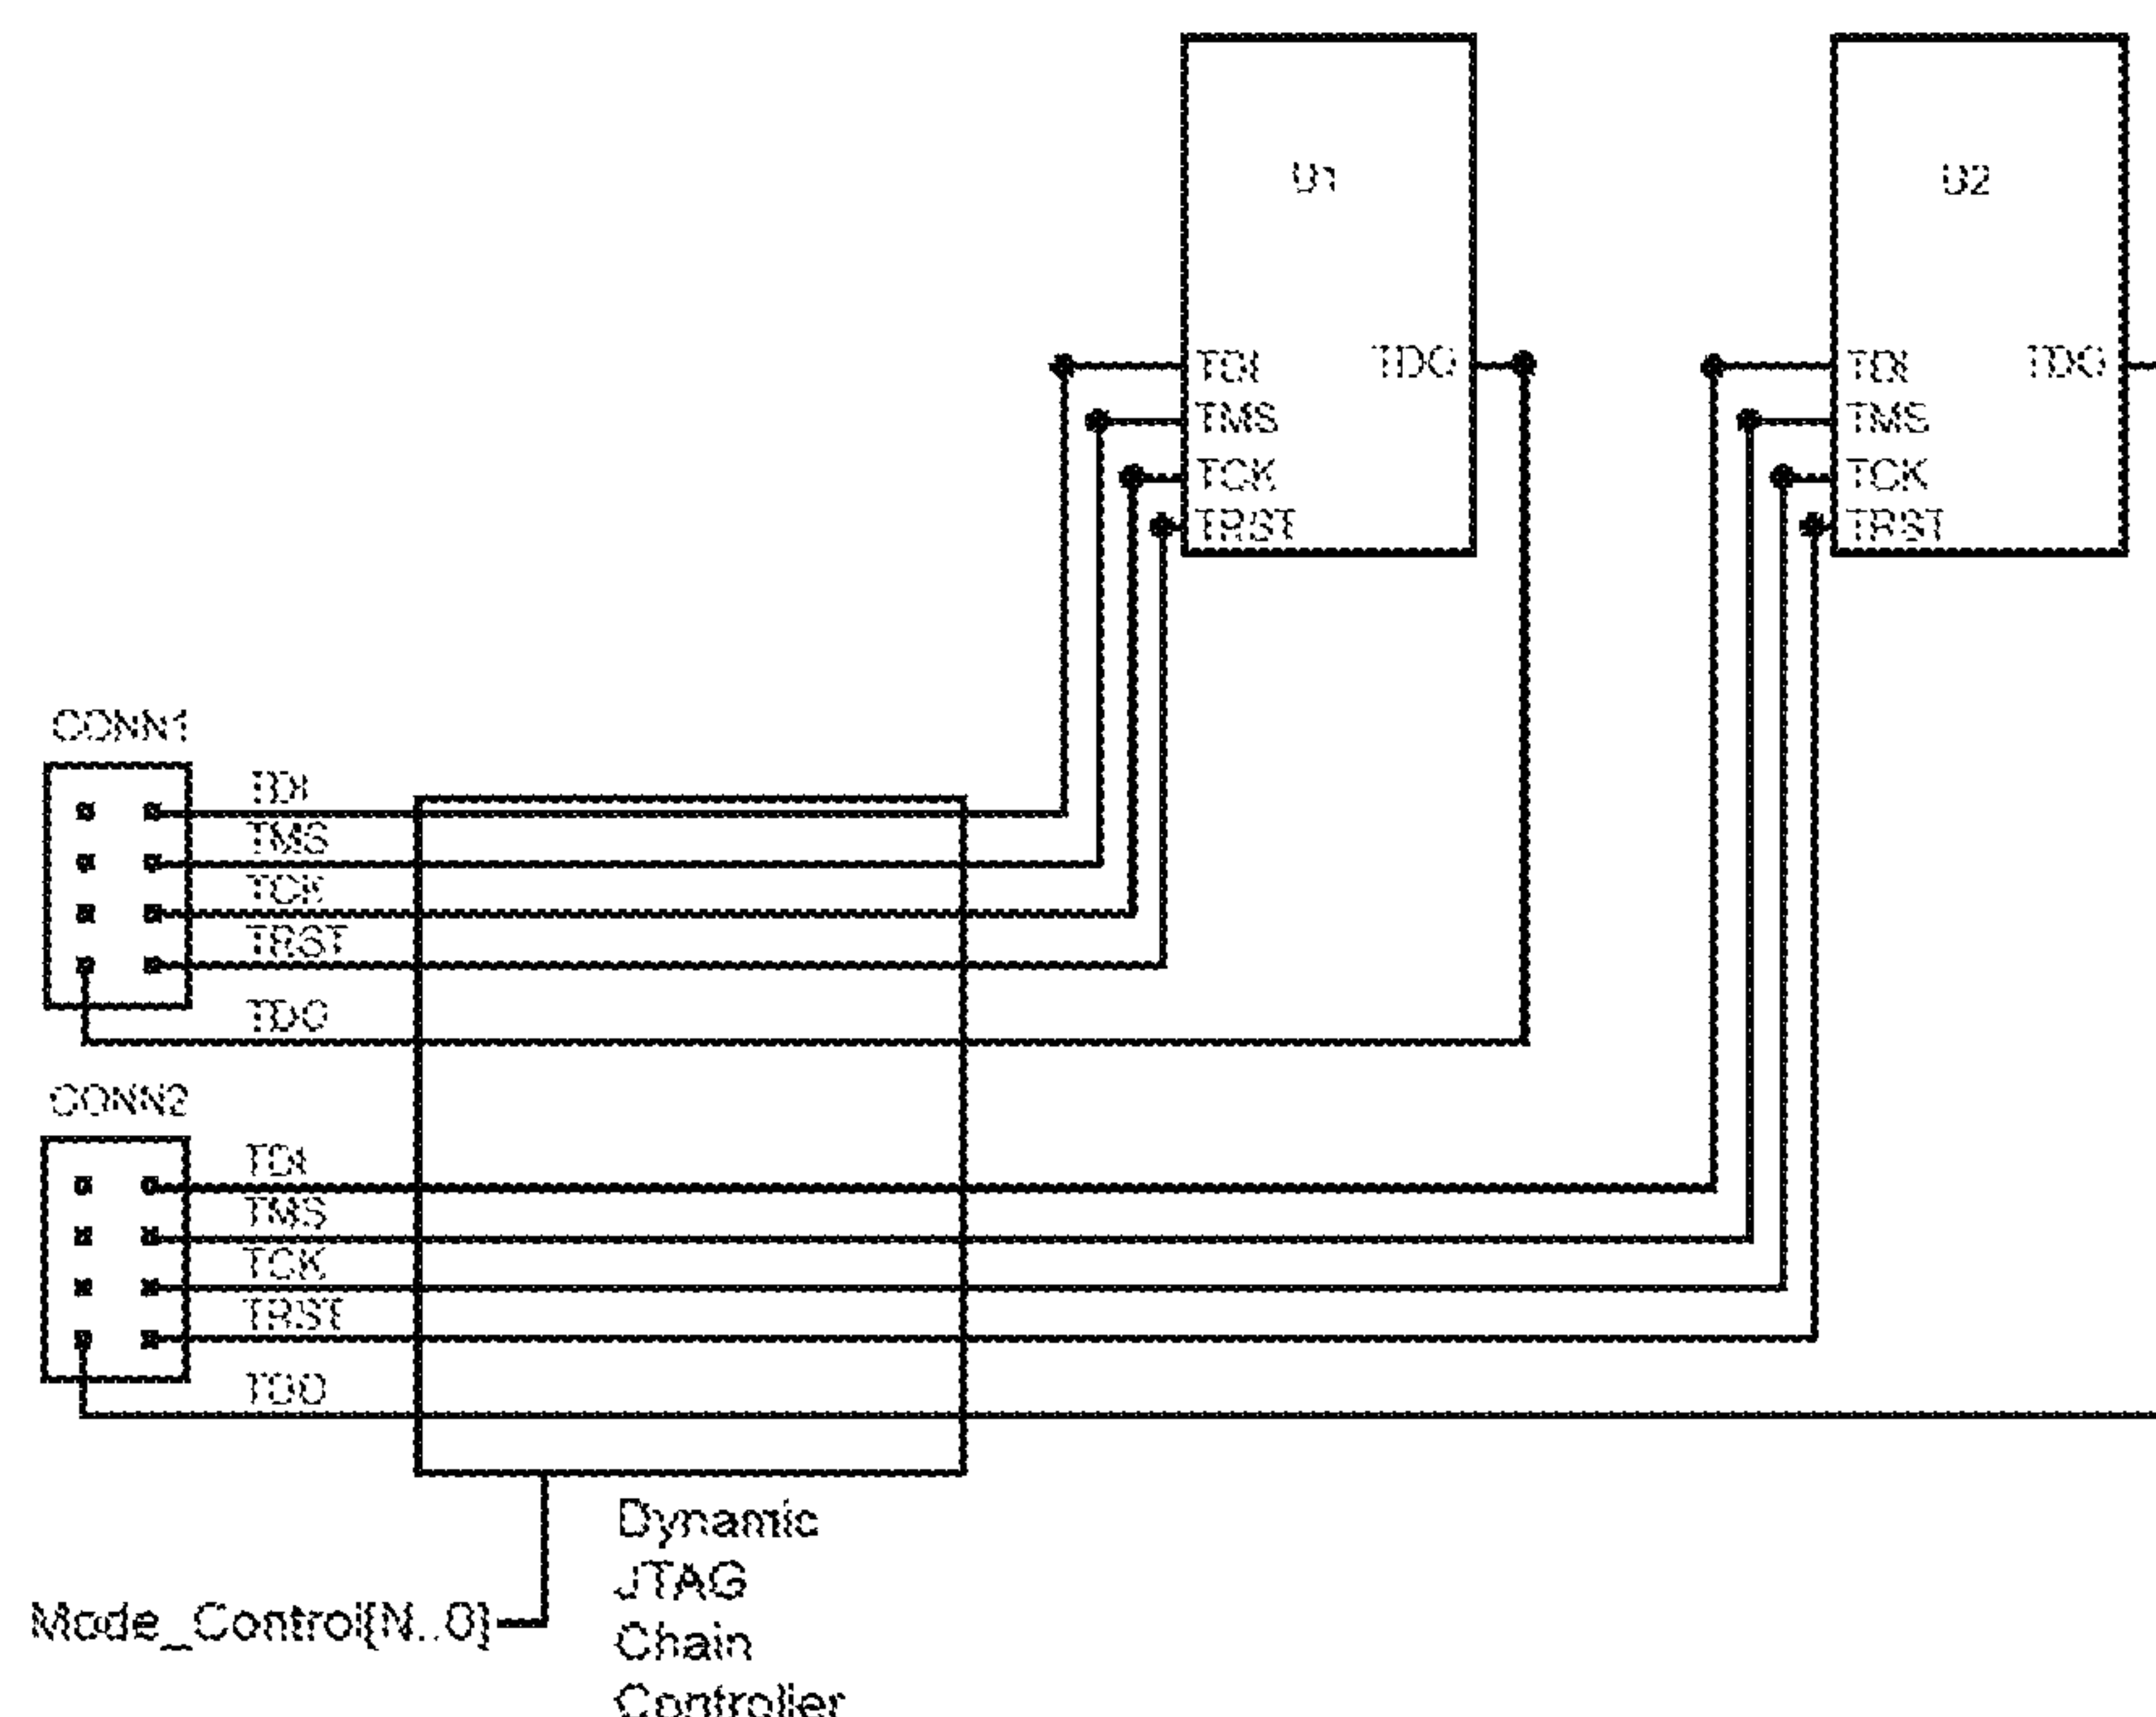 U1
U2
TDI
TDO
TDI
TDO
TMS
TMS
TCK
TCK
TRST
TRST
CONN1
TDI
TMS
TCK
TRST
TDO
CONN2
TDI
TMS
TCK
TRST
TDO
Dynamic
JTAG
Mode_Control[N..0]
Chain
Controller